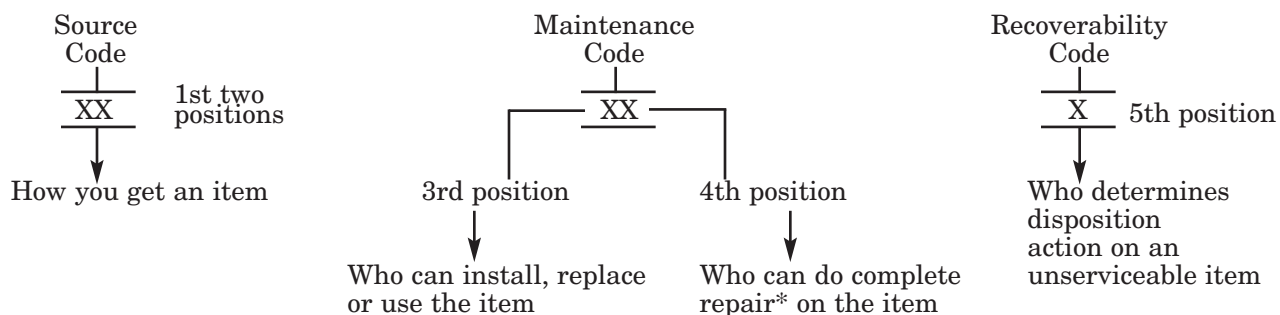 Source
Code
XX
1st two
positions
How you get an item
Maintenance
Code
XX
3rd position
Who can install, replace
or use the item
4th position
Who can do complete
repair* on the item
Recoverability
Code
X
5th position
Who determines
disposition
action on an
unserviceable item